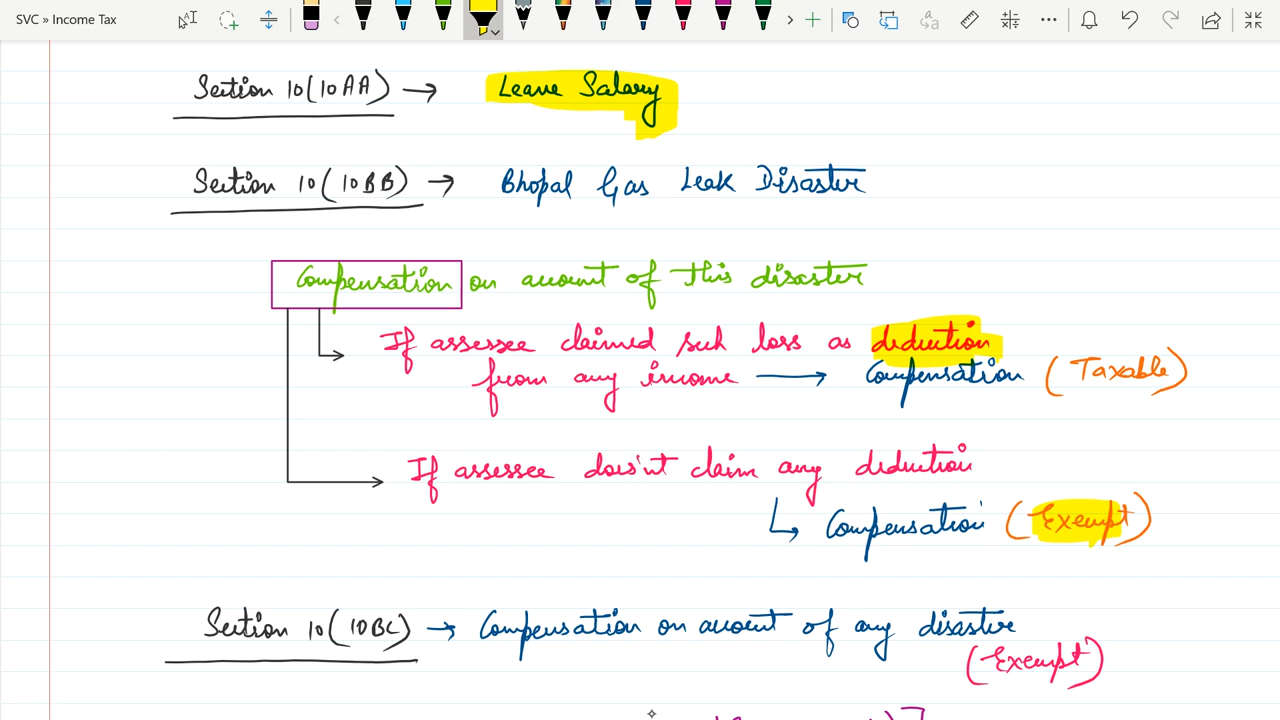 SVC » Income Tax
Section 10(10AA) → Leave Salary
Section 10(10BB) → Bhopal Gas Leak Disaster
Compensation on account of this disaster
If assessee claimed such loss as deduction
from any income → Compensation (Taxable)
If assessee does'nt claim any deduction
↳ Compensation (Exempt)
Section 10(10BC) → Compensation on account of any disaster
(Exempt)